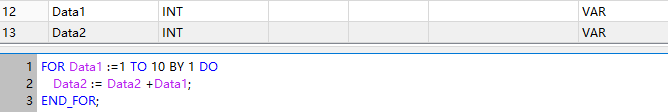 12 Data1 INT VAR
13 Data2 INT VAR
1 FOR Data1 :=1 TO 10 BY 1 DO
2 Data2 := Data2 +Data1;
3 END_FOR;